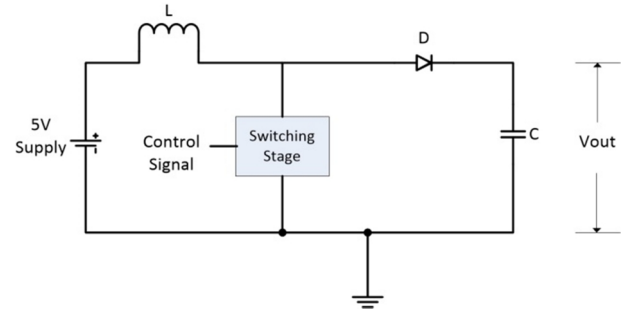 L
D
5V
Supply
Control
Signal
Switching
Stage
C
Vout